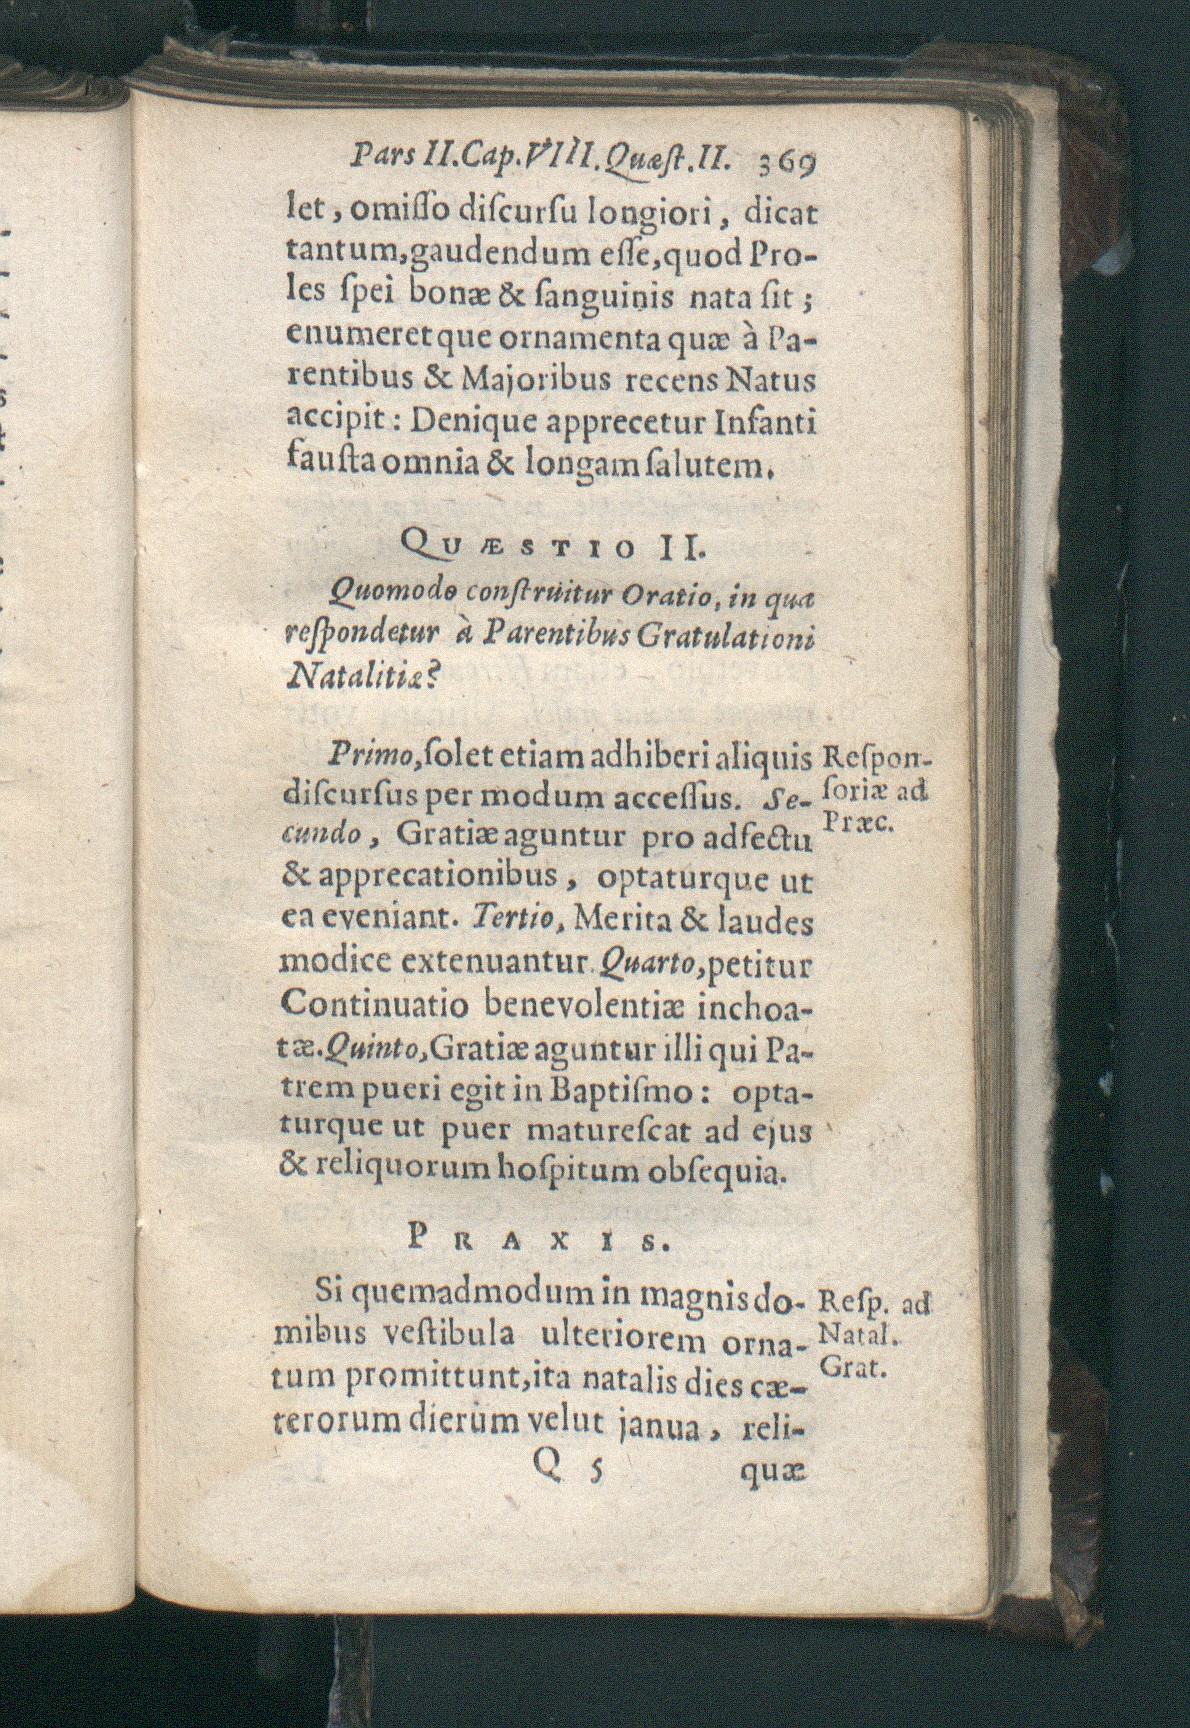 Pars II. Cap. VIII. Quæſt. II. 369
let, omiſſo diſcurſu longiori, dicat
tantum, gaudendum eſſe, quod Pro-
les ſpei bonæ & ſanguinis nata ſit;
enumeretque ornamenta quæ à Pa-
rentibus & Majoribus recens Natus
accipit: Denique apprecetur Infanti
fauſta omnia & longam ſalutem.
QUÆSTIO II.
Quomodo conſtruitur Oratio, in qua
reſpondetur à Parentibus Gratulationi
Natalitiæ?
Primo, ſolet etiam adhiberi aliquis
diſcurſus per modum acceſſus. Se-
cundo, Gratiæ aguntur pro adfectu
& apprecationibus, optaturque ut
ea eveniant. Tertio, Merita & laudes
modice extenuantur. Quarto, petitur
Continuatio benevolentiæ inchoa-
tæ. Quinto, Gratiæ aguntur illi qui Pa-
trem pueri egit in Baptiſmo: opta-
turque ut puer matureſcat ad ejus
& reliquorum hoſpitum obſequia.
Reſpon-
ſoriæ ad
Præc.
PRAXIS.
Si quemadmodum in magnis do-
mibus veſtibula ulteriorem orna-
tum promittunt, ita natalis dies cæ-
terorum dierum velut janua, reli-
Reſp. ad
Natal.
Grat.
Q 5 quæ